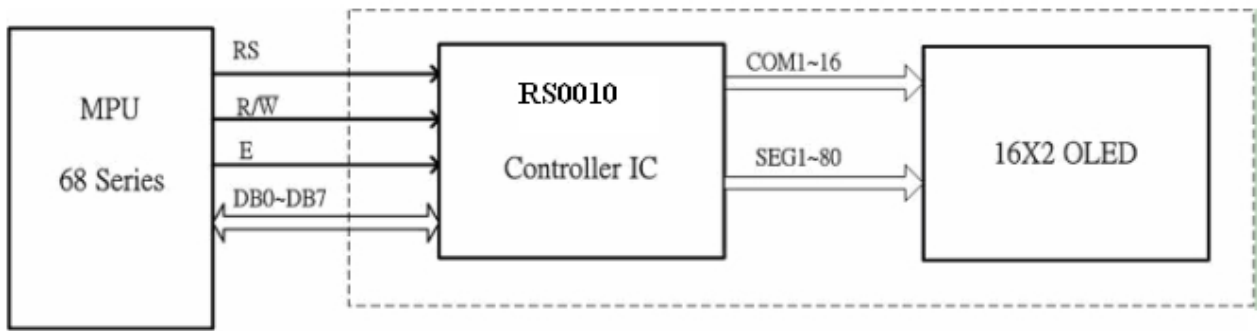 MPU
68 Series
RS
R/W
E
DB0~DB7
RS0010
Controller IC
COM1~16
SEG1~80
16X2 OLED